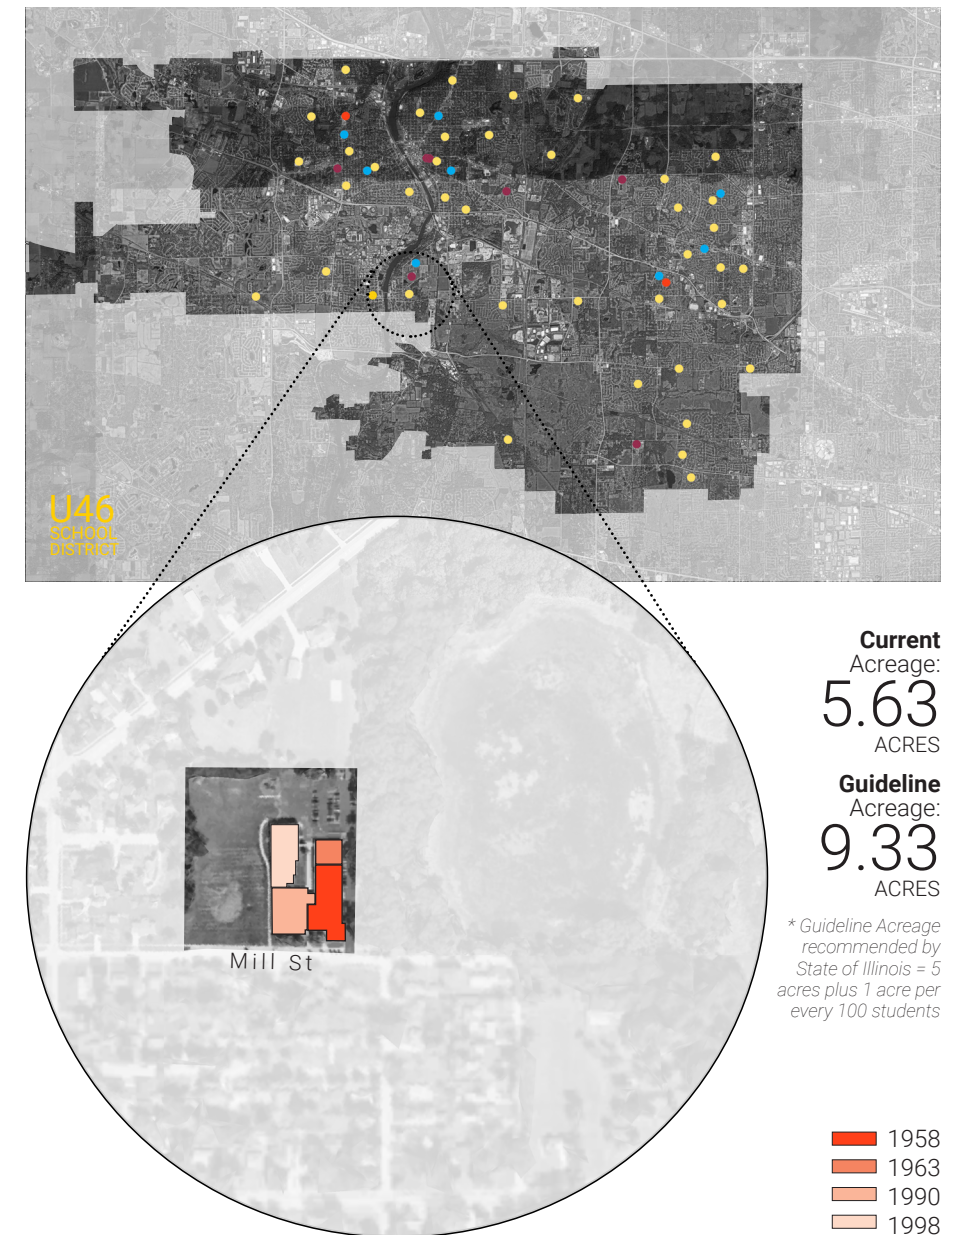 U46
SCHOOL
DISTRICT
Current
Acreage:
5.63
ACRES
Guideline
Acreage:
9.33
ACRES
* Guideline Acreage
recommended by
State of Illinois = 5
acres plus 1 acre per
every 100 students
Mill St
1958
1963
1990
1998